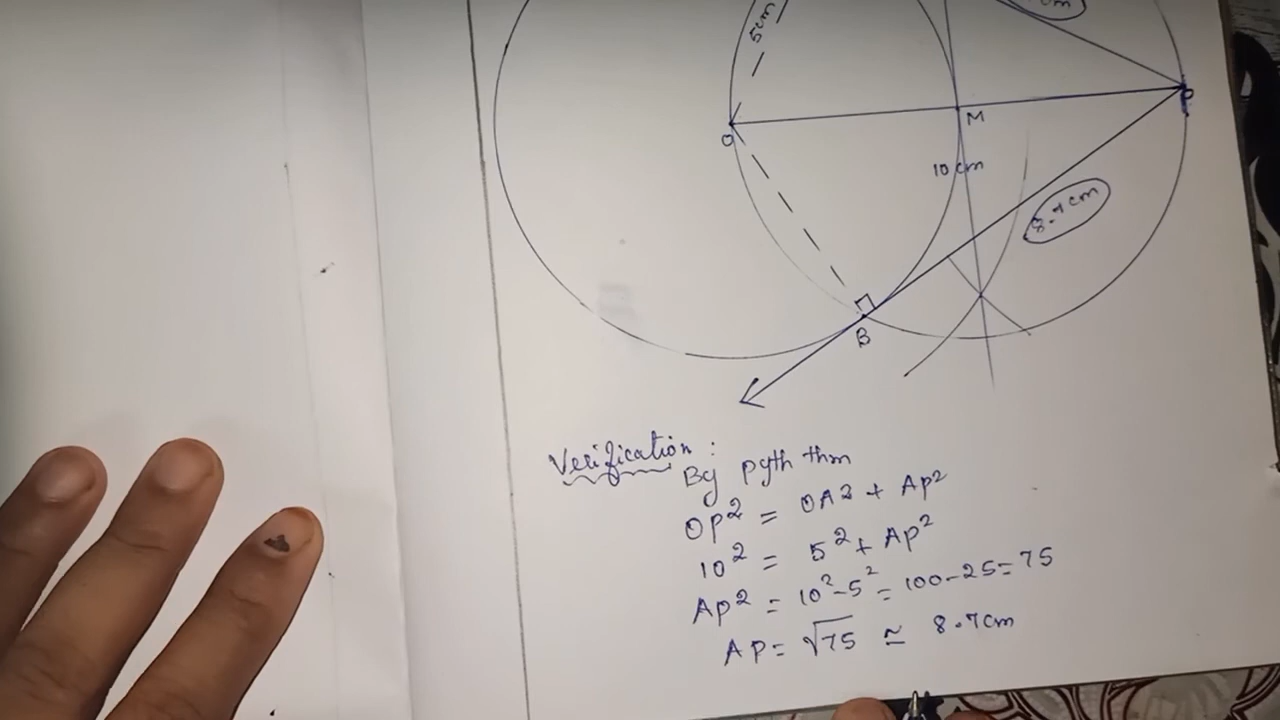 5cm
cm
O
M
P
10 cm
8.7cm
B
Verification :
By pyth thm
OP² = OA² + AP²
10² = 5² + AP²
AP² = 10² - 5² = 100 - 25 = 75
AP = √75 ≃ 8.7cm